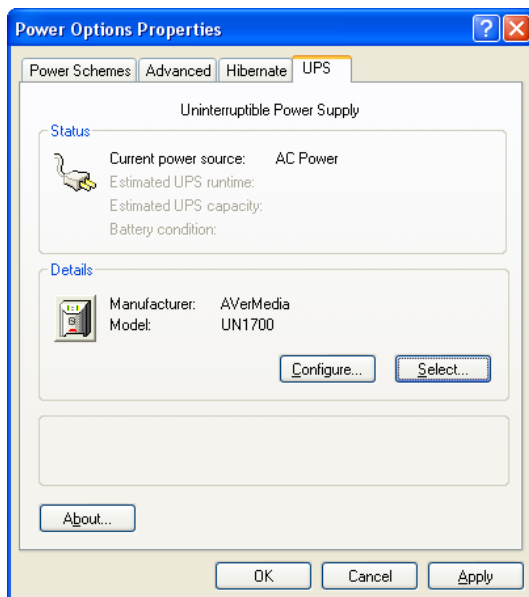 Power Options Properties
Power Schemes Advanced Hibernate UPS
Uninterruptible Power Supply
Status
Current power source: AC Power
Estimated UPS runtime:
Estimated UPS capacity:
Battery condition:
Details
Manufacturer: AVerMedia
Model: UN1700
Configure... Select...
About...
OK Cancel Apply